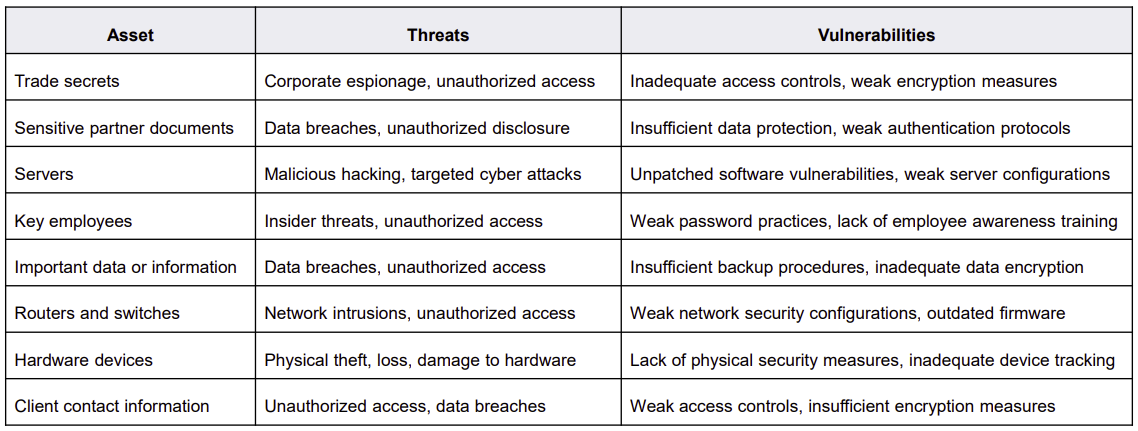 Asset Threats Vulnerabilities
Trade secrets Corporate espionage, unauthorized access Inadequate access controls, weak encryption measures
Sensitive partner documents Data breaches, unauthorized disclosure Insufficient data protection, weak authentication protocols
Servers Malicious hacking, targeted cyber attacks Unpatched software vulnerabilities, weak server configurations
Key employees Insider threats, unauthorized access Weak password practices, lack of employee awareness training
Important data or information Data breaches, unauthorized access Insufficient backup procedures, inadequate data encryption
Routers and switches Network intrusions, unauthorized access Weak network security configurations, outdated firmware
Hardware devices Physical theft, loss, damage to hardware Lack of physical security measures, inadequate device tracking
Client contact information Unauthorized access, data breaches Weak access controls, insufficient encryption measures